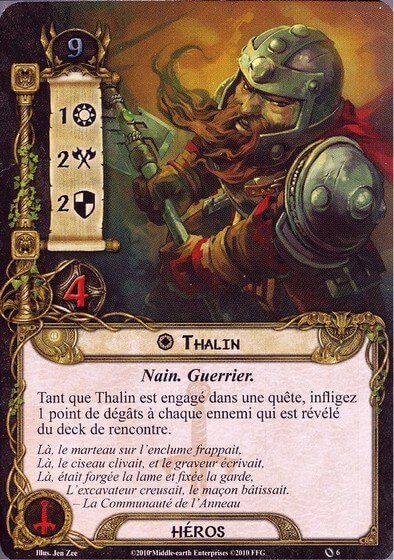 9
1
2
2
4
THALIN
Nain. Guerrier.
Tant que Thalin est engagé dans une quête, infligez
1 point de dégâts à chaque ennemi qui est révélé
du deck de rencontre.
Là, le marteau sur l'enclume frappait,
Là, le ciseau clivait, et le graveur écrivait,
Là, était forgée la lame et fixée la garde,
L'excavateur creusait, le maçon bâtissait.
– La Communauté de l'Anneau
HÉROS
Illus. Jen Zee
©2010 Middle-earth Enterprises ©2010 FFG
6